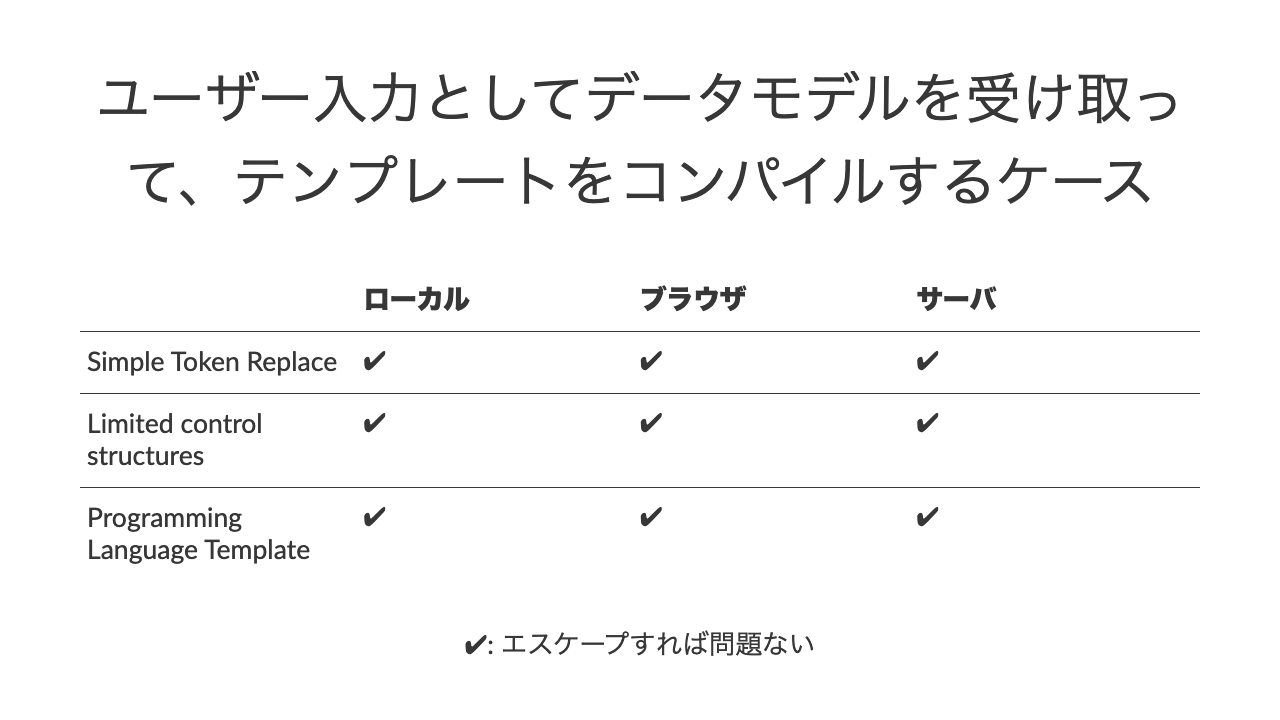 ユーザー入力としてデータモデルを受け取っ
て、テンプレートをコンパイルするケース
ローカル ブラウザ サーバ
Simple Token Replace ✔ ✔ ✔
Limited control ✔ ✔ ✔
structures
Programming ✔ ✔ ✔
Language Template
✔: エスケープすれば問題ない